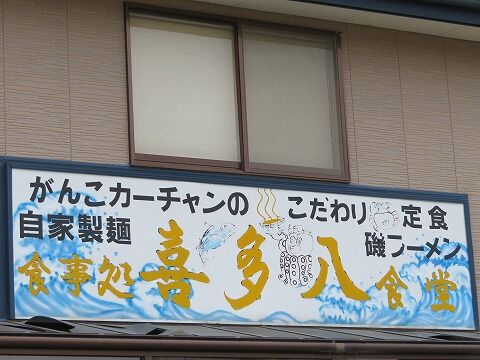 がんこカーチャンの こだわり 定食
自家製麺 磯ラーメン
食事処 喜多八食堂